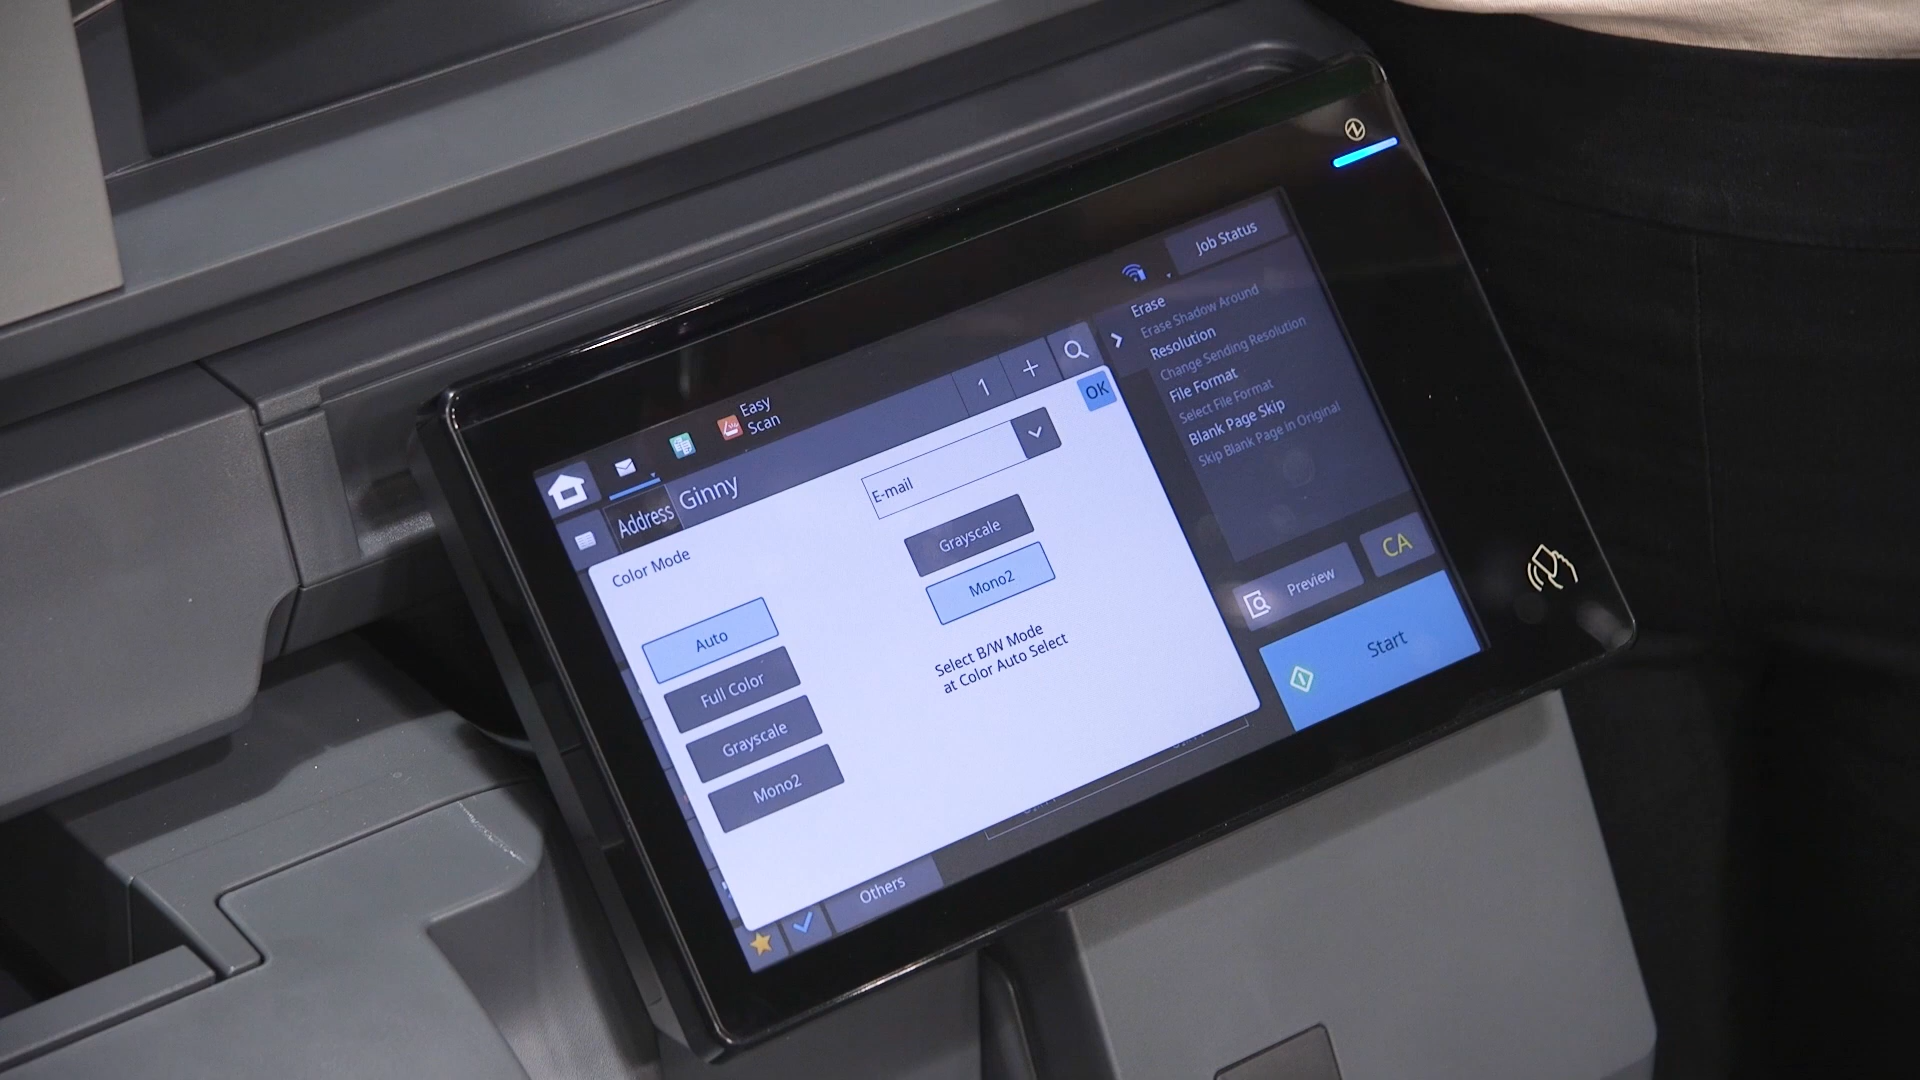 Job Status
Easy
Scan
1
Address
Ginny
OK
Color Mode
E-mail
Auto
Full Color
Grayscale
Mono2
Grayscale
Mono2
Select B/W Mode
at Color Auto Select
Others
Erase
Erase Shadow Around
Resolution
Change Sending Resolution
File Format
Select File Format
Blank Page Skip
Skip Blank Page in Original
Preview
CA
Start